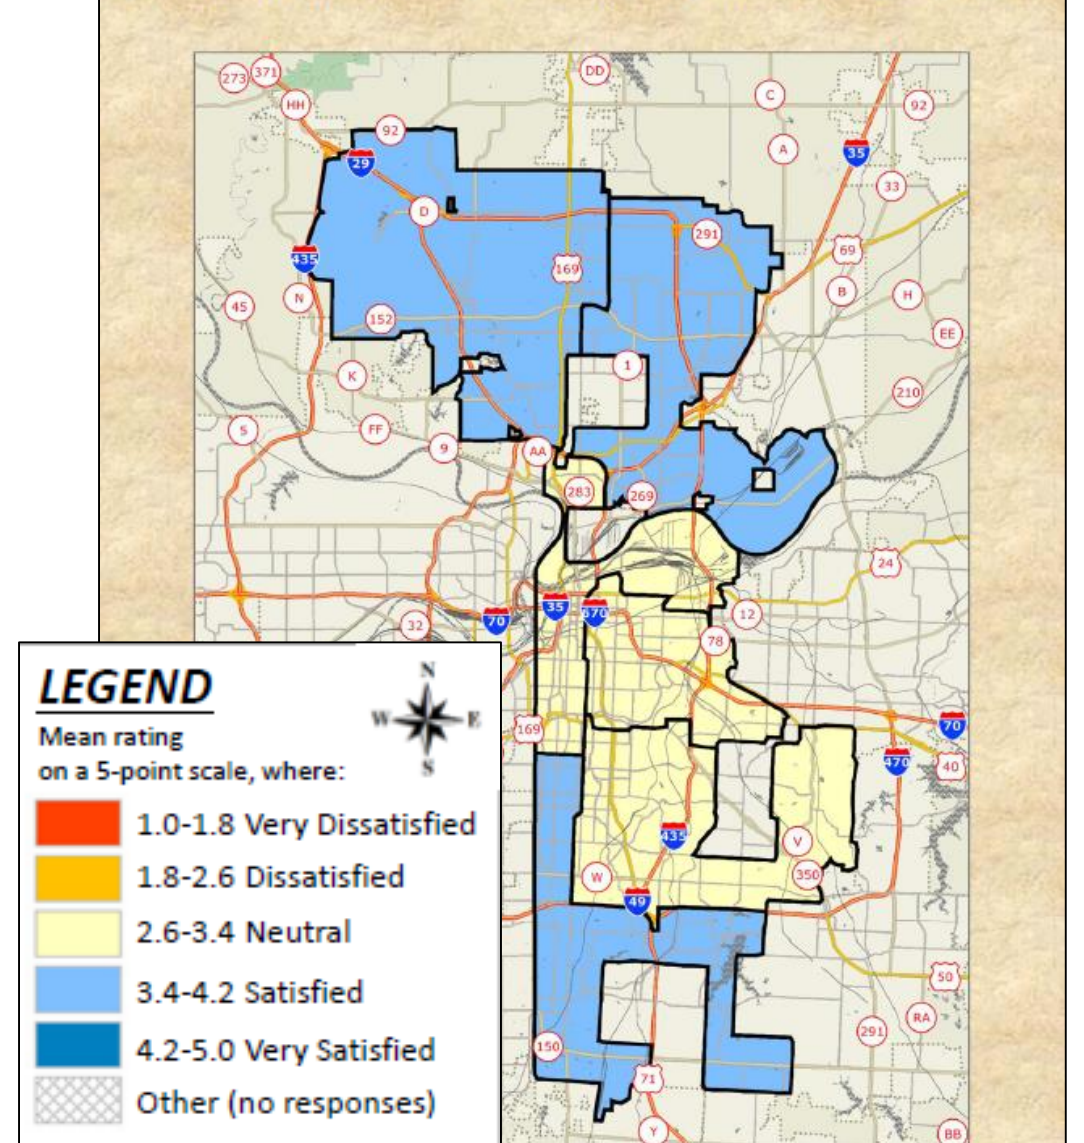 273
371
DD
HH
C
92
92
A
35
29
33
D
291
69
435
169
N
B
H
45
152
EE
1
K
210
FF
5
9
AA
283
269
24
70
35
670
12
32
78
169
70
470
40
435
V
W
350
49
50
RA
291
150
71
Y
BB
LEGEND
N
W E
S
Mean rating
on a 5-point scale, where:
1.0-1.8 Very Dissatisfied
1.8-2.6 Dissatisfied
2.6-3.4 Neutral
3.4-4.2 Satisfied
4.2-5.0 Very Satisfied
Other (no responses)